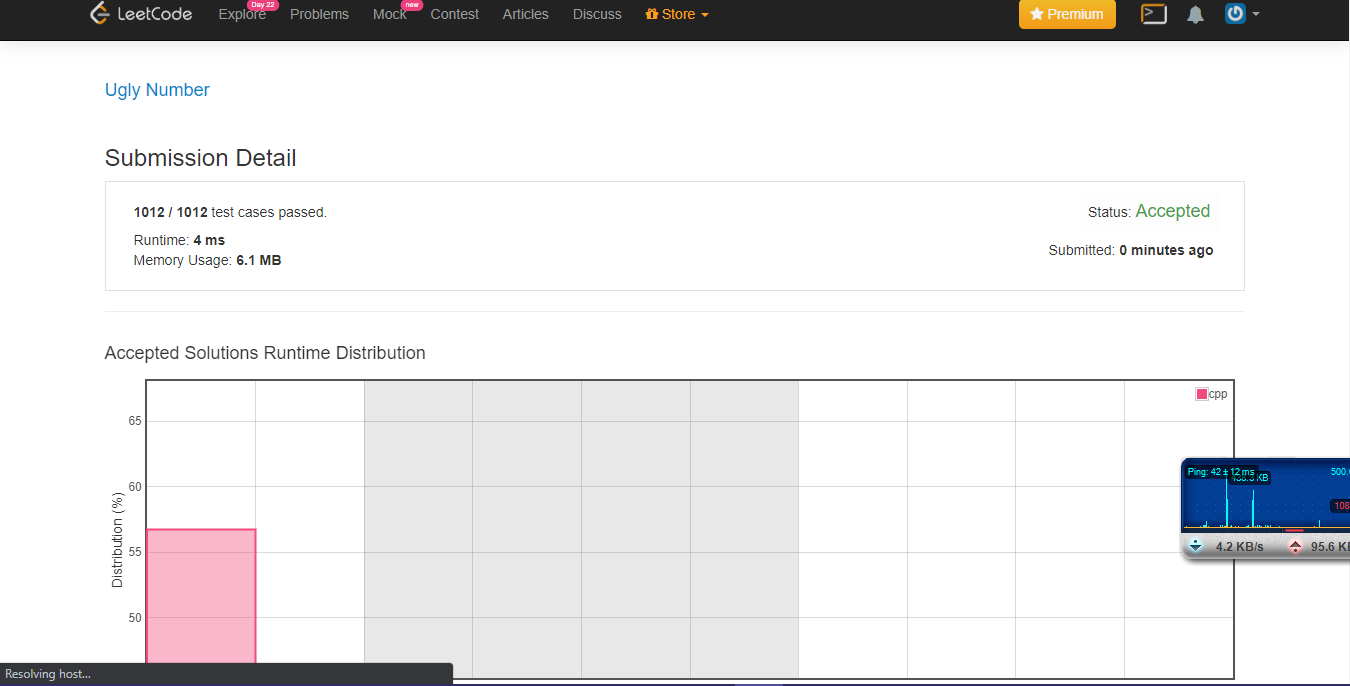 LeetCode Explore Day 22 Problems Mock new Contest Articles Discuss Store Premium
Ugly Number
Submission Detail
1012 / 1012 test cases passed.
Status: Accepted
Runtime: 4 ms
Submitted: 0 minutes ago
Memory Usage: 6.1 MB
Accepted Solutions Runtime Distribution
cpp
65
60
55
50
Distribution (%)
Ping: 42 ± 12 ms
500.
KB
108
4.2 KB/s
95.6
Resolving host...